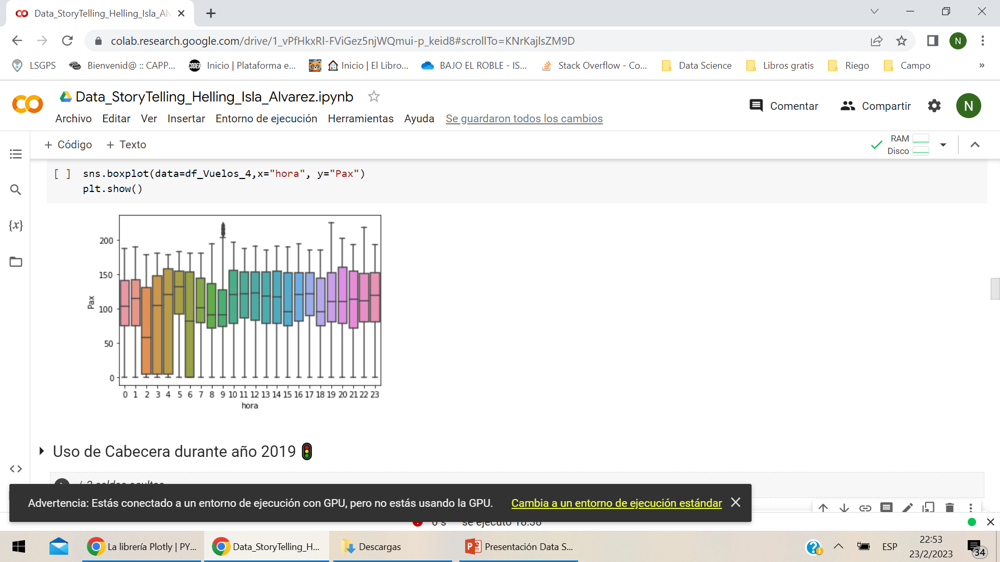 Data_StoryTelling_Helling_Isla_Al
colab.research.google.com/drive/1_vPfHkxRl-FViGez5njWQmui-p_keid8#scrollTo=KNrKajlsZM9D
N
LSGPS
Bienvenid@ :: CAPP...
CODER
Inicio | Plataforma e...
Inicio | El Libro...
BAJO EL ROBLE - IS...
Stack Overflow - Co...
Data Science
Libros gratis
Riego
Campo
»
Data_StoryTelling_Helling_Isla_Alvarez.ipynb
Comentar
Compartir
N
Archivo Editar Ver Insertar Entorno de ejecución Herramientas Ayuda Se guardaron todos los cambios
+ Código + Texto
RAM
Disco
{x}
[ ] sns.boxplot(data=df_Vuelos_4,x="hora", y="Pax")
plt.show()
200
150
100
50
0
Pax
0 1 2 3 4 5 6 7 8 9 10 11 12 13 14 15 16 17 18 19 20 21 22 23
hora
Uso de Cabecera durante año 2019
<>
Advertencia: Estás conectado a un entorno de ejecución con GPU, pero no estás usando la GPU. Cambia a un entorno de ejecución estándar
La librería Plotly | PY...
Data_StoryTelling_H...
Descargas
Presentación Data S...
ESP
22:53
23/2/2023
34